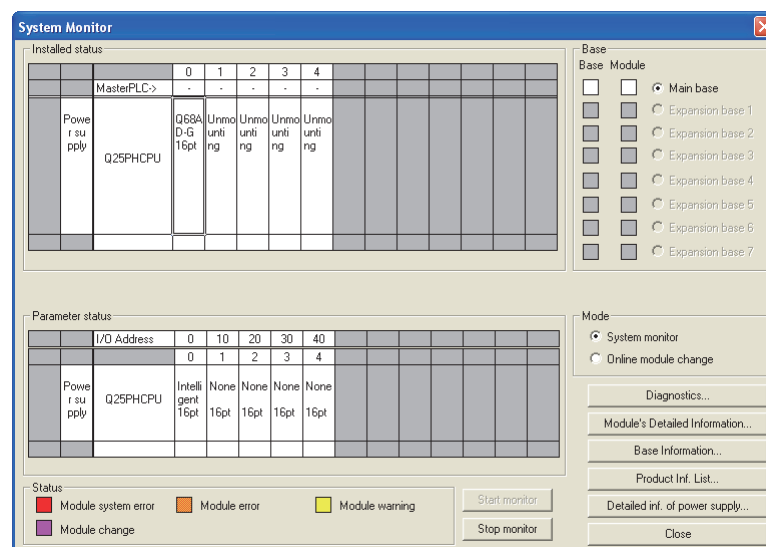 System Monitor
Installed status
0 1 2 3 4
MasterPLC-> - - - - -
Powe
r su
pply
Q25PHCPU
Q68A
D-G
16pt
Unmo
unti
ng
Unmo
unti
ng
Unmo
unti
ng
Unmo
unti
ng
Base
Base Module
Main base
Expansion base 1
Expansion base 2
Expansion base 3
Expansion base 4
Expansion base 5
Expansion base 6
Expansion base 7
Parameter status
I/O Address 0 10 20 30 40
0 1 2 3 4
Powe
r su
pply
Q25PHCPU
Intelli
gent
16pt
None
16pt
None
16pt
None
16pt
None
16pt
Mode
System monitor
Online module change
Diagnostics...
Module's Detailed Information...
Base Information...
Product Inf. List...
Detailed inf. of power supply...
Close
Status
Module system error
Module error
Module warning
Module change
Start monitor
Stop monitor